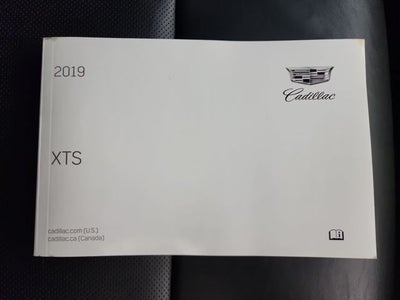 2019
Cadillac
XTS
cadillac.com (U.S.)
cadillac.ca (Canada)